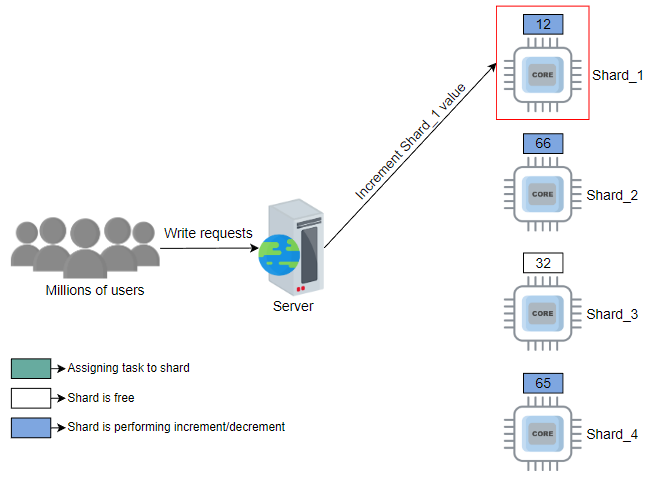 12
CORE
Shard_1
Increment Shard_1 value
66
CORE
Shard_2
Write requests
Millions of users
Server
32
CORE
Shard_3
Assigning task to shard
Shard is free
Shard is performing increment/decrement
65
CORE
Shard_4